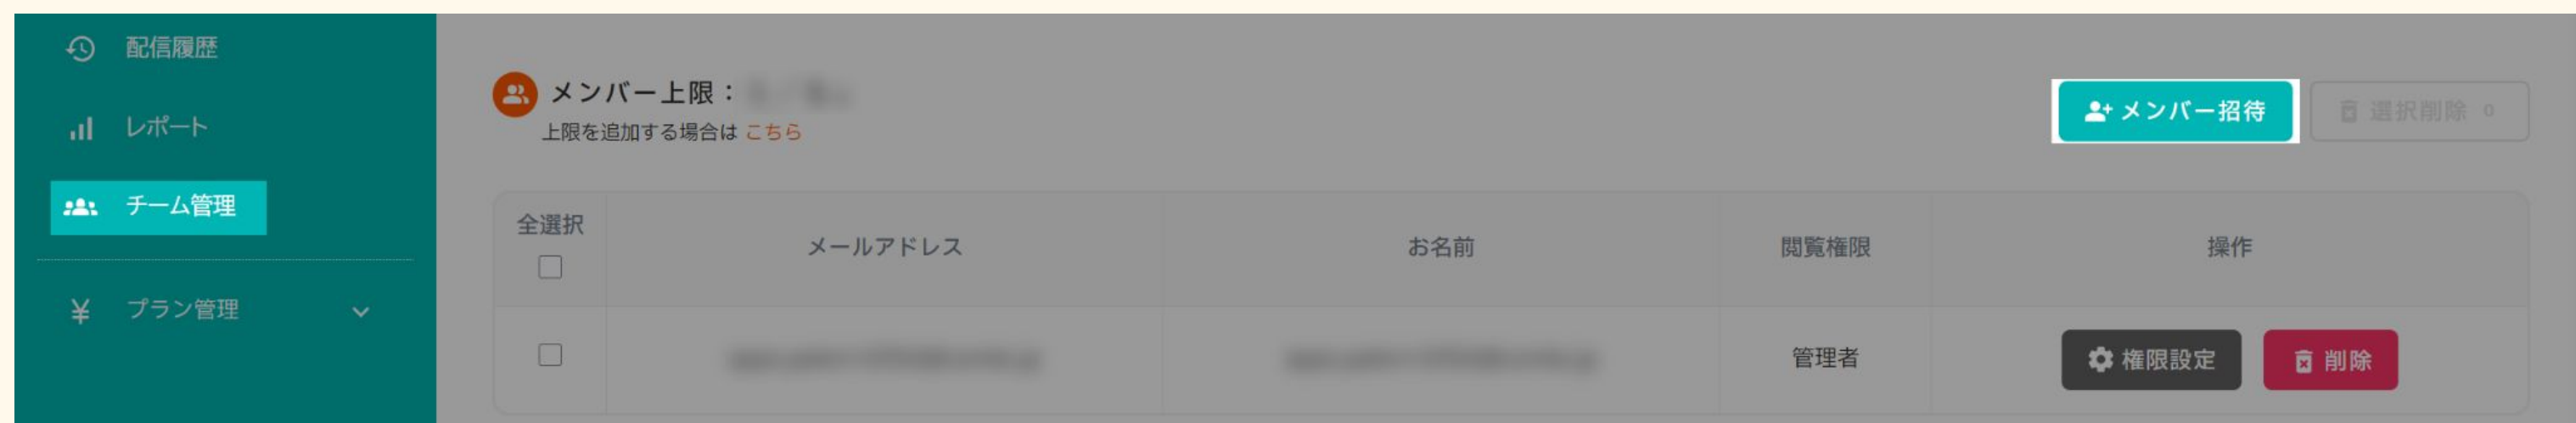 配信履歴
レポート
チーム管理
¥ プラン管理
メンバー上限：
上限を追加する場合は こちら
メンバー招待
選択削除 0
全選択
メールアドレス
お名前
閲覧権限
操作
管理者
権限設定
削除